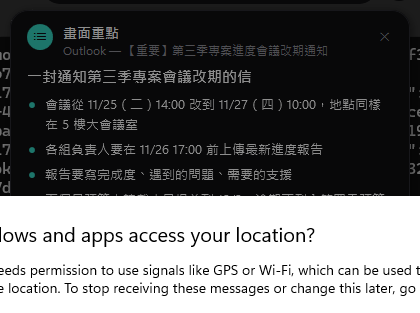 畫面重點
Outlook — 【重要】第三季專案進度會議改期通知
一封通知第三季專案會議改期的信
會議從 11/25（二）14:00 改到 11/27（四）10:00，地點同樣
在 5 樓大會議室
各組負責人要在 11/26 17:00 前上傳最新進度報告
報告要寫完成度、遇到的問題、需要的支援
lows and apps access your location?
eeds permission to use signals like GPS or Wi-Fi, which can be used t
e location. To stop receiving these messages or change this later, go